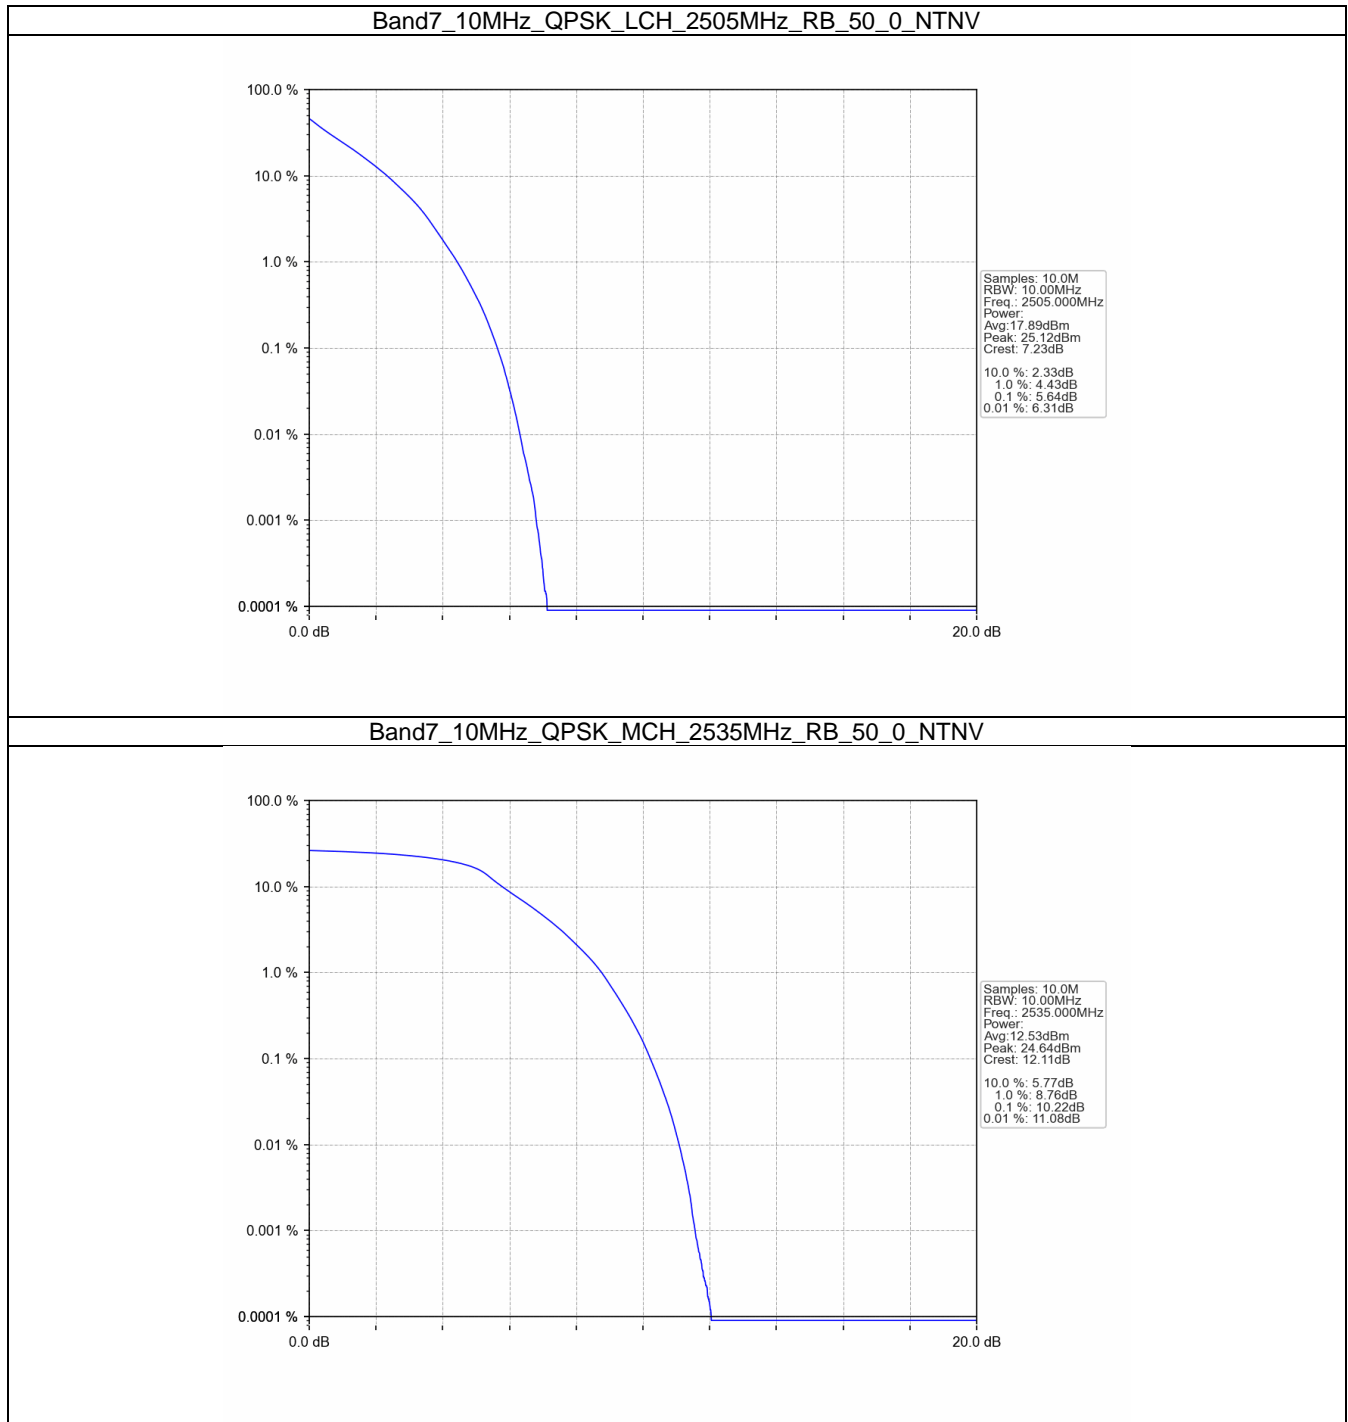 Band7_10MHz_QPSK_LCH_2505MHz_RB_50_0_NTNV
100.0 %
10.0 %
1.0 %
0.1 %
0.01 %
0.001 %
0.0001 %
0.0 dB
20.0 dB
Samples: 10.0M
RBW: 10.00MHz
Freq.: 2505.000MHz
Power:
Avg:17.89dBm
Peak: 25.12dBm
Crest: 7.23dB
10.0 %: 2.33dB
1.0 %: 4.43dB
0.1 %: 5.64dB
0.01 %: 6.31dB
Band7_10MHz_QPSK_MCH_2535MHz_RB_50_0_NTNV
100.0 %
10.0 %
1.0 %
0.1 %
0.01 %
0.001 %
0.0001 %
0.0 dB
20.0 dB
Samples: 10.0M
RBW: 10.00MHz
Freq.: 2535.000MHz
Power:
Avg:12.53dBm
Peak: 24.64dBm
Crest: 12.11dB
10.0 %: 5.77dB
1.0 %: 8.76dB
0.1 %: 10.22dB
0.01 %: 11.08dB